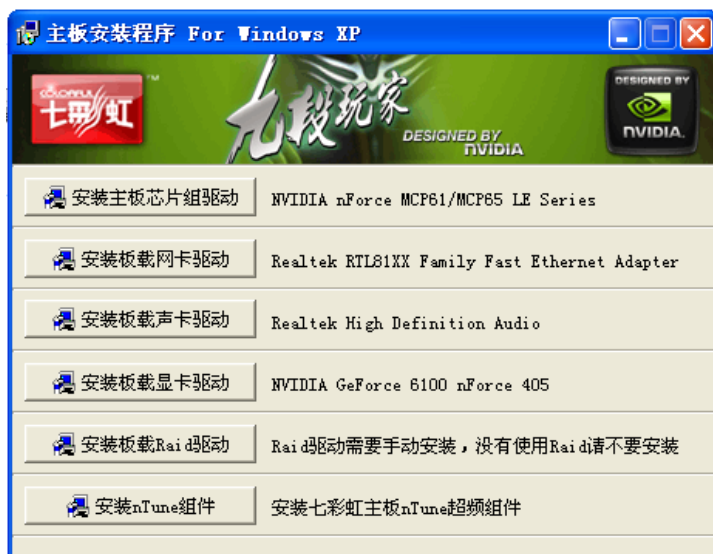 主板安装程序 For Windows XP
COLORFUL™
七彩虹
九段玩家
DESIGNED BY
NVIDIA
DESIGNED BY
NVIDIA.
安装主板芯片组驱动 NVIDIA nForce MCP61/MCP65 LE Series
安装板载网卡驱动 Realtek RTL81XX Family Fast Ethernet Adapter
安装板载声卡驱动 Realtek High Definition Audio
安装板载显卡驱动 NVIDIA GeForce 6100 nForce 405
安装板载Raid驱动 Raid驱动需要手动安装，没有使用Raid请不要安装
安装nTune组件 安装七彩虹主板nTune超频组件